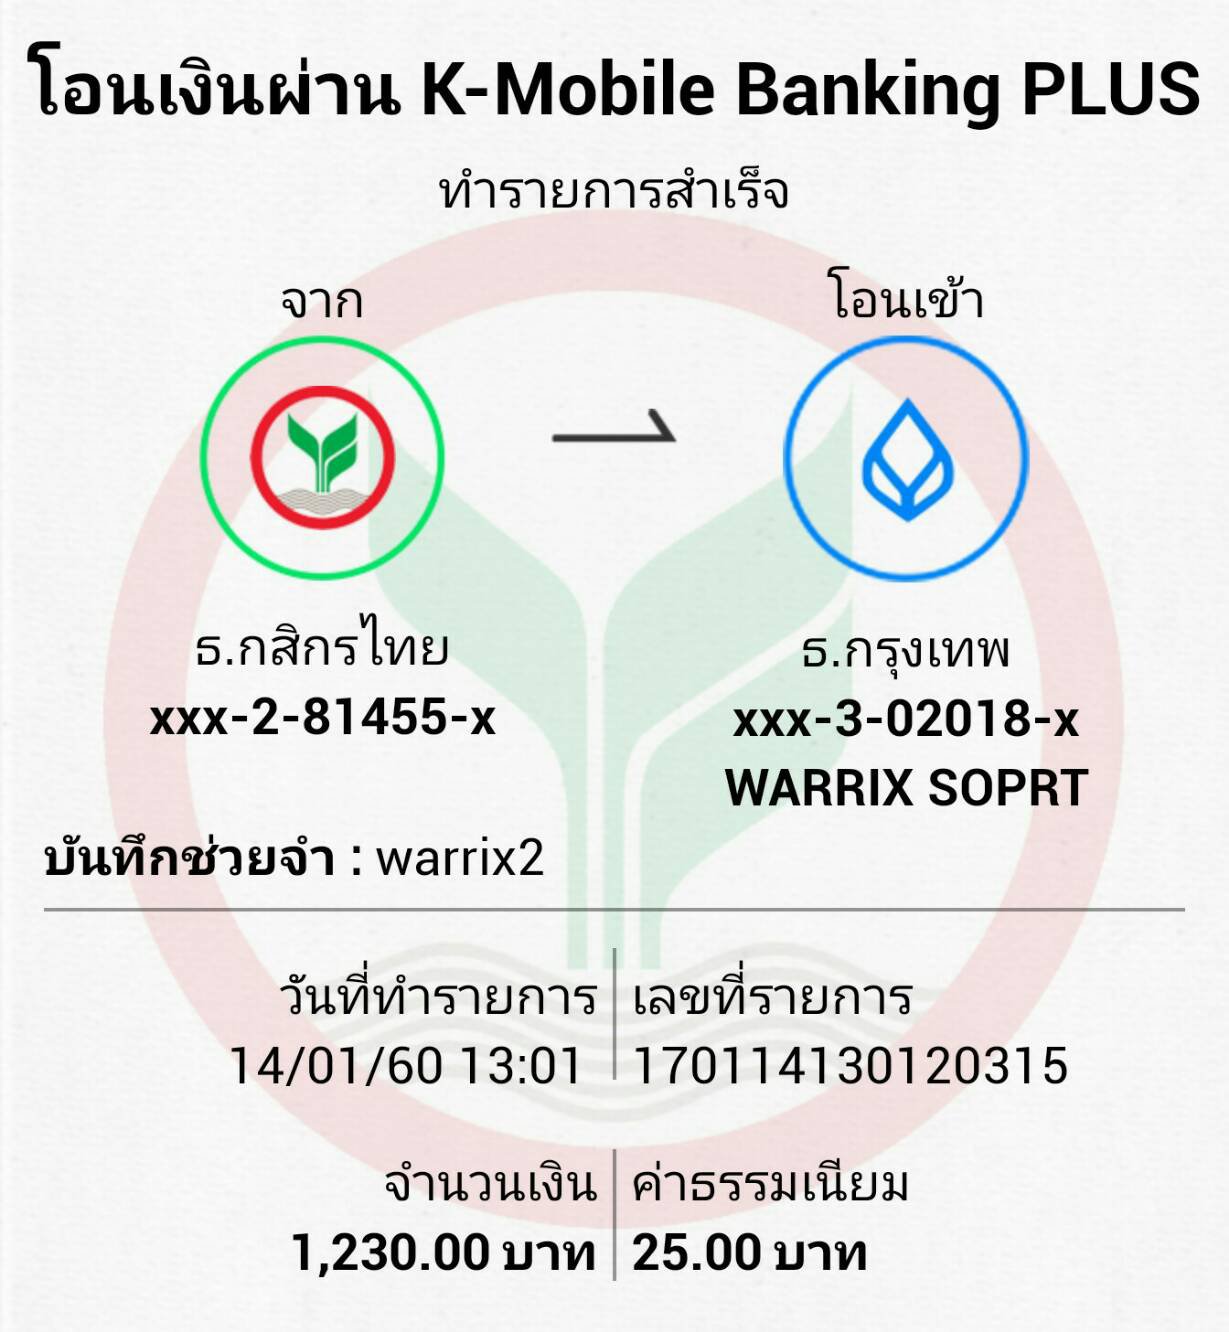 โอนเงินผ่าน K-Mobile Banking PLUS
ทำรายการสำเร็จ
จาก
โอนเข้า
ธ.กสิกรไทย
xxx-2-81455-x
ธ.กรุงเทพ
xxx-3-02018-x
WARRIX SOPRT
บันทึกช่วยจำ : warrix2
วันที่ทำรายการ
14/01/60 13:01
เลขที่รายการ
170114130120315
จำนวนเงิน
1,230.00 บาท
ค่าธรรมเนียม
25.00 บาท